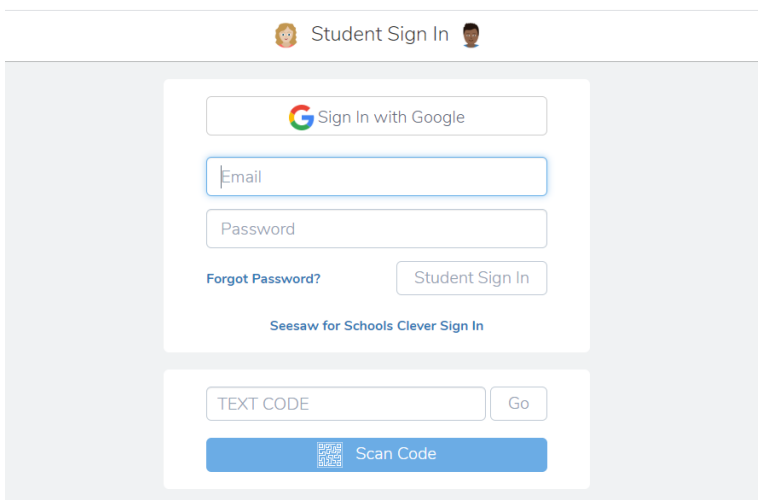 Student Sign In
Sign In with Google
Email
Password
Forgot Password? Student Sign In
Seesaw for Schools Clever Sign In
TEXT CODE Go
Scan Code